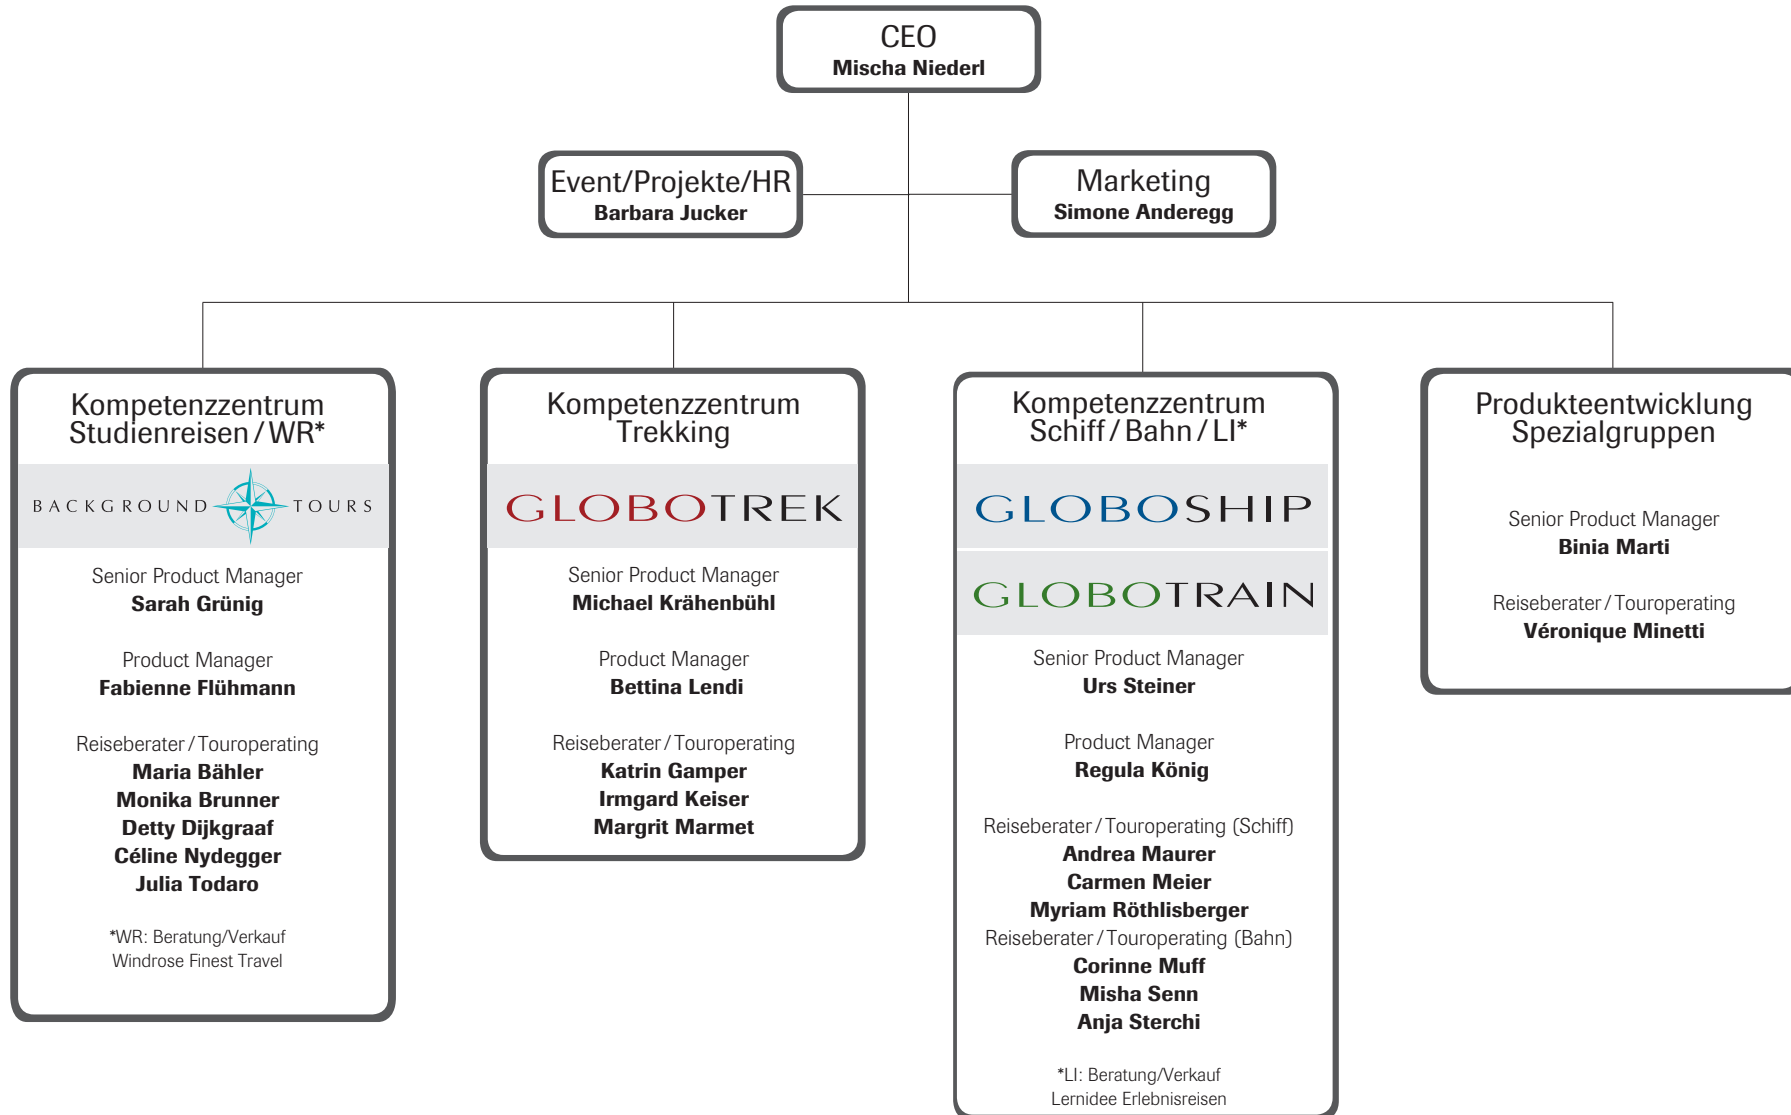 CEO
Mischa Niederl
Event/Projekte/HR
Barbara Jucker
Marketing
Simone Anderegg
Kompetenzzentrum
Studienreisen / WR*
BACKGROUND TOURS
Senior Product Manager
Sarah Grünig
Product Manager
Fabienne Flühmann
Reiseberater / Touroperating
Maria Bähler
Monika Brunner
Detty Dijkgraaf
Céline Nydegger
Julia Todaro
*WR: Beratung/Verkauf
Windrose Finest Travel
Kompetenzzentrum
Trekking
GLOBOTREK
Senior Product Manager
Michael Krähenbühl
Product Manager
Bettina Lendi
Reiseberater / Touroperating
Katrin Gamper
Irmgard Keiser
Margrit Marmet
Kompetenzzentrum
Schiff / Bahn / LI*
GLOBOSHIP
GLOBOTRAIN
Senior Product Manager
Urs Steiner
Product Manager
Regula König
Reiseberater / Touroperating (Schiff)
Andrea Maurer
Carmen Meier
Myriam Röthlisberger
Reiseberater / Touroperating (Bahn)
Corinne Muff
Misha Senn
Anja Sterchi
*LI: Beratung/Verkauf
Lernidee Erlebnisreisen
Produkteentwicklung
Spezialgruppen
Senior Product Manager
Binia Marti
Reiseberater / Touroperating
Véronique Minetti